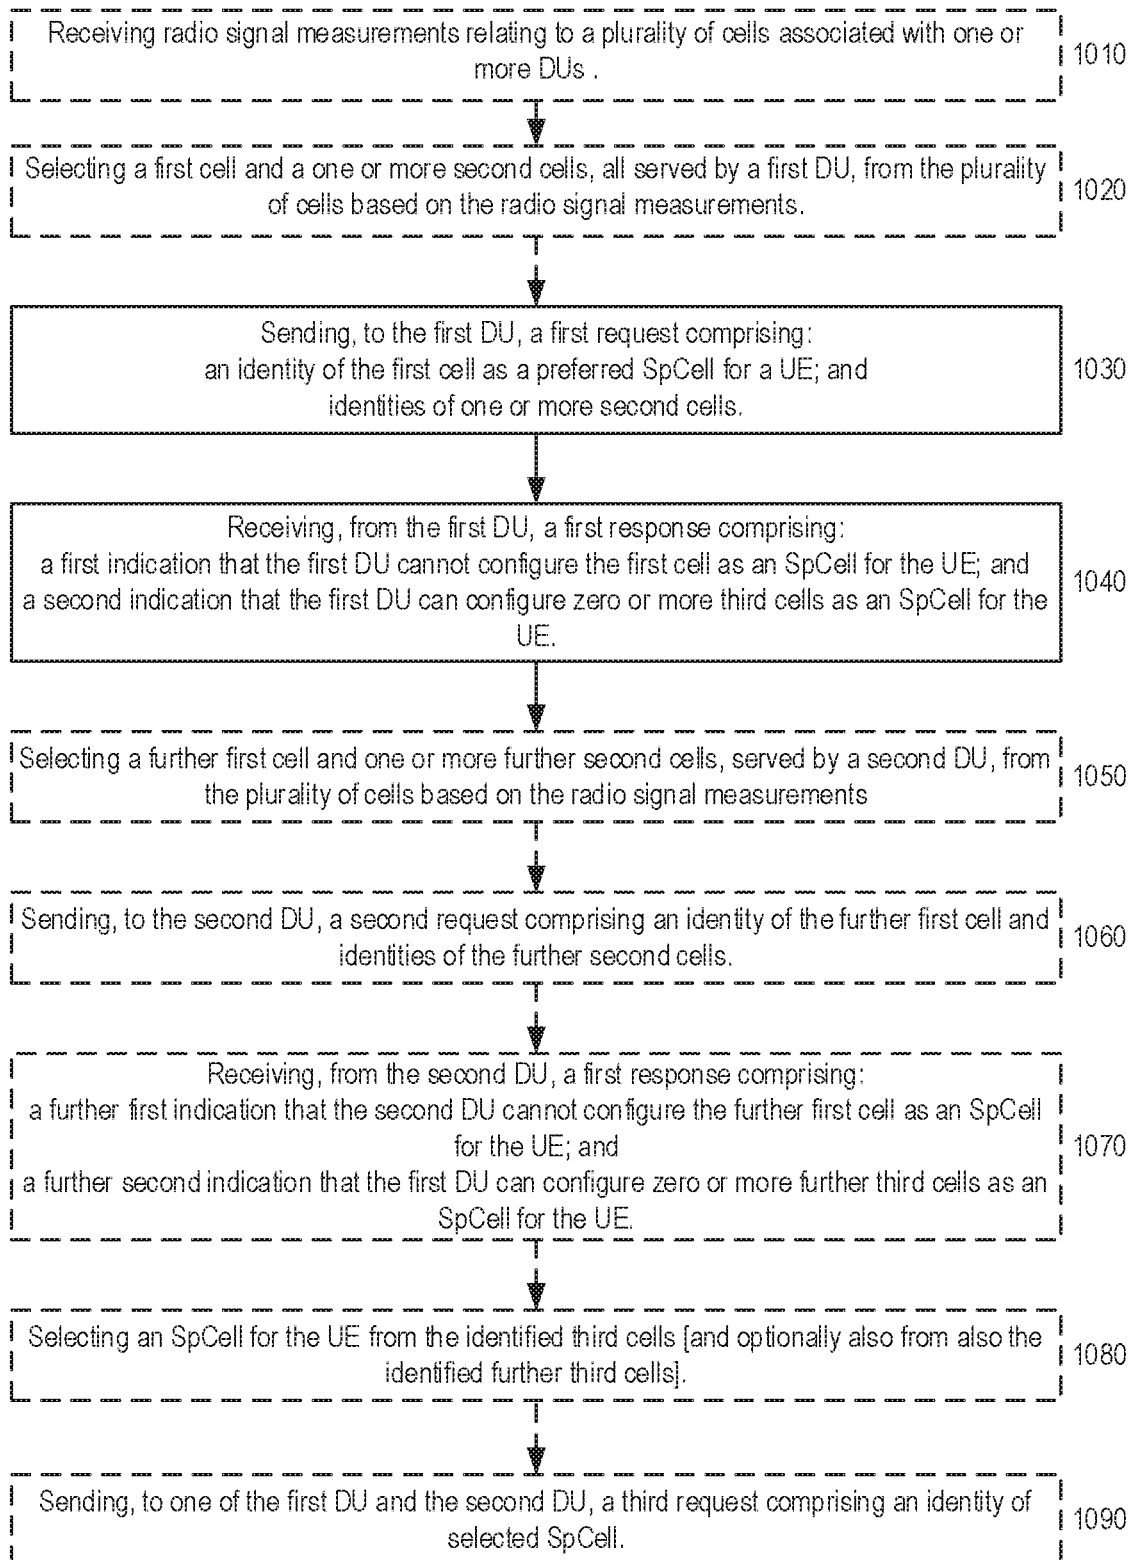 Receiving radio signal measurements relating to a plurality of cells associated with one or
more DUs .
1010
Selecting a first cell and a one or more second cells, all served by a first DU, from the plurality
of cells based on the radio signal measurements.
1020
Sending, to the first DU, a first request comprising:
an identity of the first cell as a preferred SpCell for a UE; and
identities of one or more second cells.
1030
Receiving, from the first DU, a first response comprising:
a first indication that the first DU cannot configure the first cell as an SpCell for the UE; and
a second indication that the first DU can configure zero or more third cells as an SpCell for the
UE.
1040
Selecting a further first cell and one or more further second cells, served by a second DU, from
the plurality of cells based on the radio signal measurements
1050
Sending, to the second DU, a second request comprising an identity of the further first cell and
identities of the further second cells.
1060
Receiving, from the second DU, a first response comprising:
a further first indication that the second DU cannot configure the further first cell as an SpCell
for the UE; and
a further second indication that the first DU can configure zero or more further third cells as an
SpCell for the UE.
1070
Selecting an SpCell for the UE from the identified third cells [and optionally also from also the
identified further third cells].
1080
Sending, to one of the first DU and the second DU, a third request comprising an identity of
selected SpCell.
1090